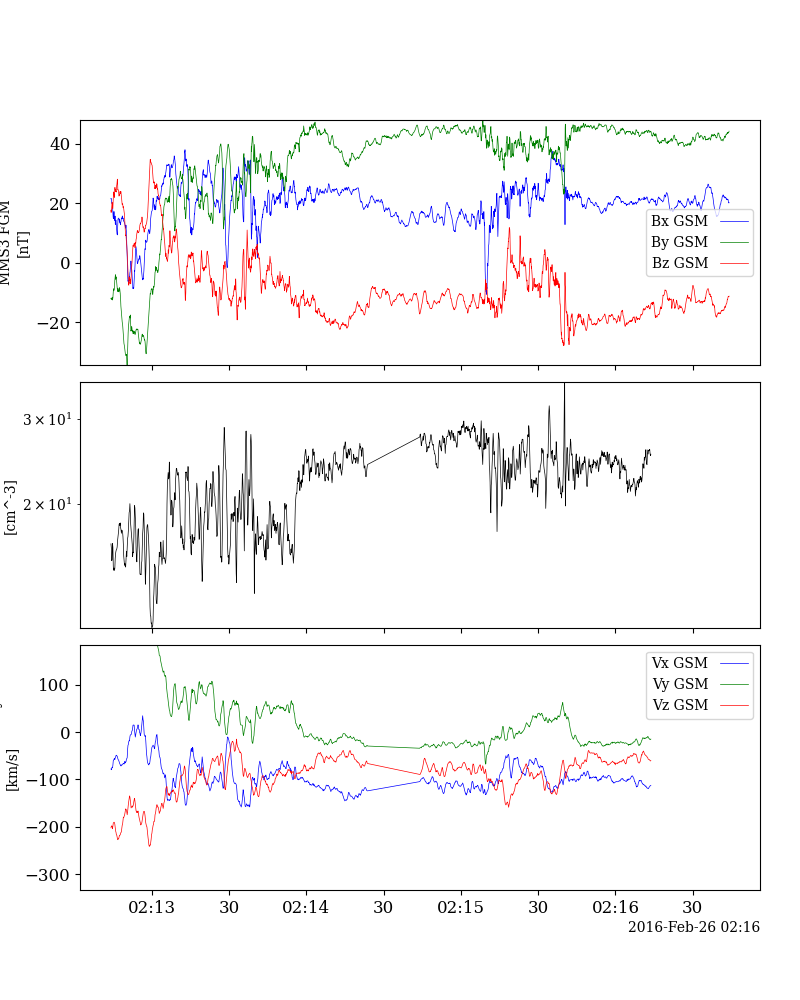 40
20
0
−20
MMS3 FGM
[nT]
Bx GSM
By GSM
Bz GSM
3 × 10¹
2 × 10¹
[cm^-3]
100
0
−100
−200
−300
[km/s]
Vx GSM
Vy GSM
Vz GSM
02:13 30 02:14 30 02:15 30 02:16 30
2016-Feb-26 02:16